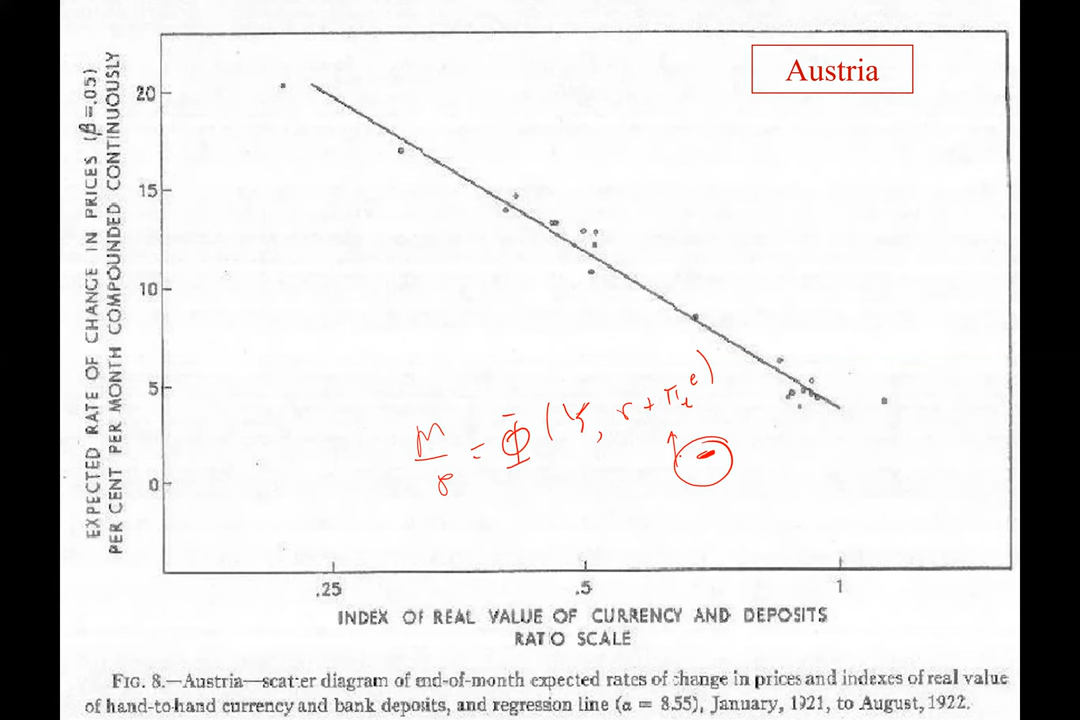 Austria
EXPECTED RATE OF CHANGE IN PRICES (β=.05)
PER CENT PER MONTH COMPOUNDED CONTINUOUSLY
20
15
10
5
0
M/P = Φ (Y, r + π_t^e)
.25 .5 1
INDEX OF REAL VALUE OF CURRENCY AND DEPOSITS
RATIO SCALE
FIG. 8.—Austria—scatter diagram of end-of-month expected rates of change in prices and indexes of real value
of hand-to-hand currency and bank deposits, and regression line (α = 8.55), January, 1921, to August, 1922.